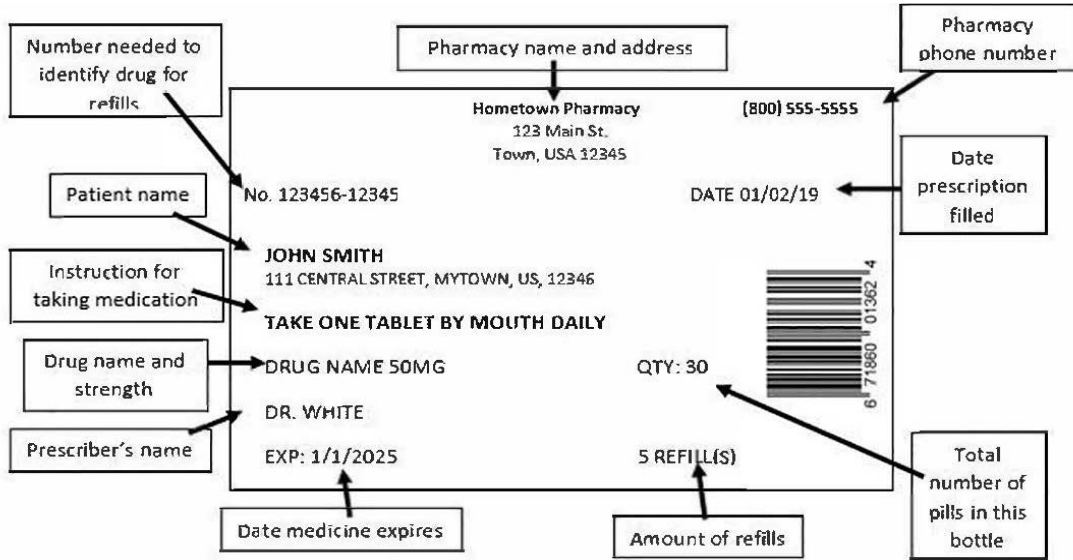 Number needed to
identify drug for
refills
Pharmacy name and address
Pharmacy
phone number
Hometown Pharmacy
123 Main St.
Town, USA 12345
(800) 555-5555
Date
prescription
filled
Patient name
No. 123456-12345
DATE 01/02/19
JOHN SMITH
111 CENTRAL STREET, MYTOWN, US, 12346
Instruction for
taking medication
TAKE ONE TABLET BY MOUTH DAILY
Drug name and
strength
DRUG NAME 50MG
QTY: 30
6 71860 01362 4
DR. WHITE
Prescriber's name
EXP: 1/1/2025
5 REFILL(S)
Total
number of
pills in this
bottle
Date medicine expires
Amount of refills